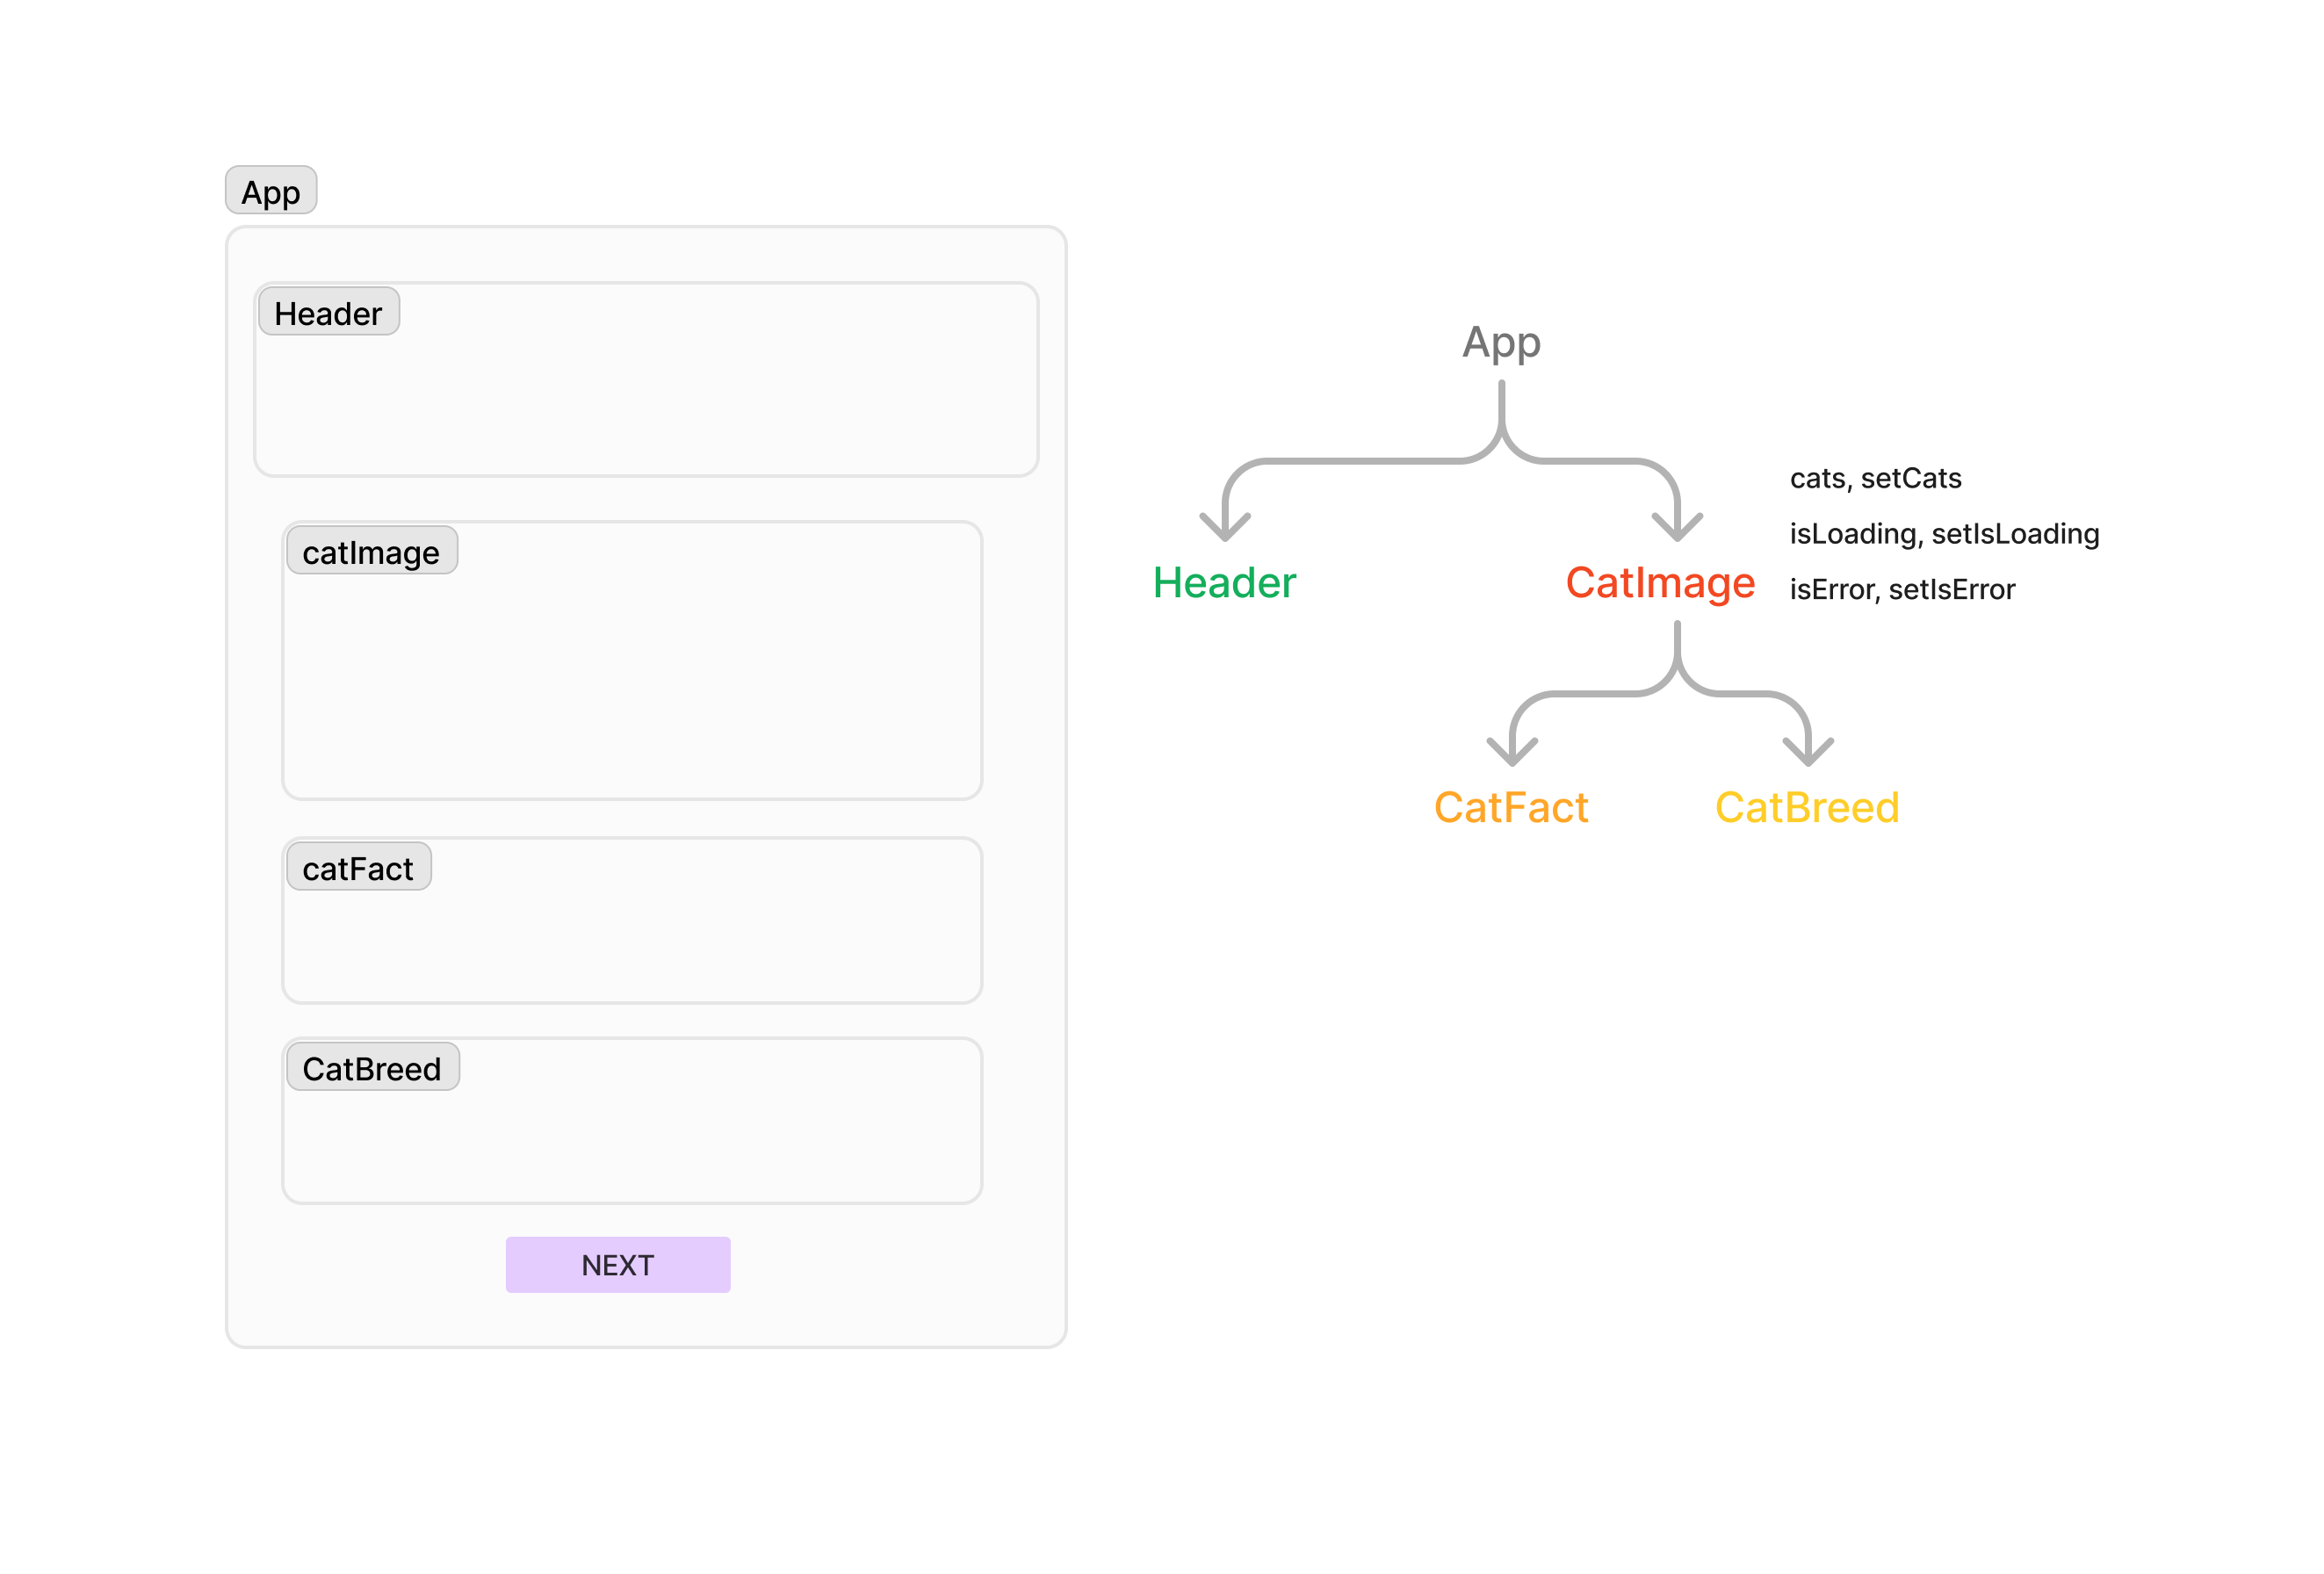 App
Header
catImage
catFact
CatBreed
NEXT
App
cats, setCats
isLoading, setIsLoading
isError, setIsError
Header
CatImage
CatFact
CatBreed